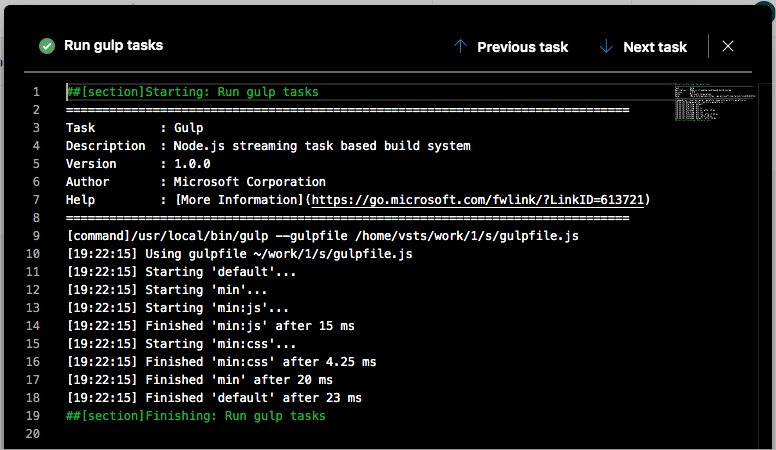 Run gulp tasks
Previous task
Next task
1 ##[section]Starting: Run gulp tasks
2 ==============================================================================
3 Task         : Gulp
4 Description  : Node.js streaming task based build system
5 Version      : 1.0.0
6 Author       : Microsoft Corporation
7 Help         : [More Information](https://go.microsoft.com/fwlink/?LinkID=613721)
8 ==============================================================================
9 [command]/usr/local/bin/gulp --gulpfile /home/vsts/work/1/s/gulpfile.js
10 [19:22:15] Using gulpfile ~/work/1/s/gulpfile.js
11 [19:22:15] Starting 'default'...
12 [19:22:15] Starting 'min'...
13 [19:22:15] Starting 'min:js'...
14 [19:22:15] Finished 'min:js' after 15 ms
15 [19:22:15] Starting 'min:css'...
16 [19:22:15] Finished 'min:css' after 4.25 ms
17 [19:22:15] Finished 'min' after 20 ms
18 [19:22:15] Finished 'default' after 23 ms
19 ##[section]Finishing: Run gulp tasks
20